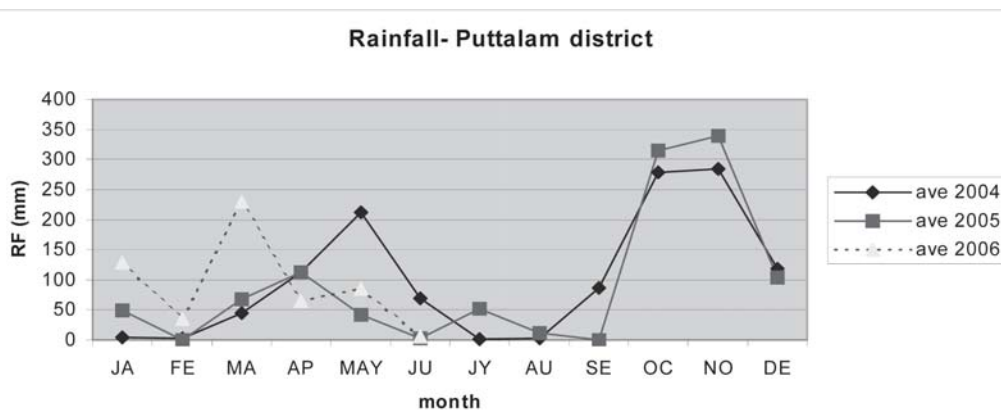 Rainfall- Puttalam district
400
350
300
250
200
150
100
50
0
RF (mm)
JA FE MA AP MAY JU JY AU SE OC NO DE
month
ave 2004
ave 2005
ave 2006